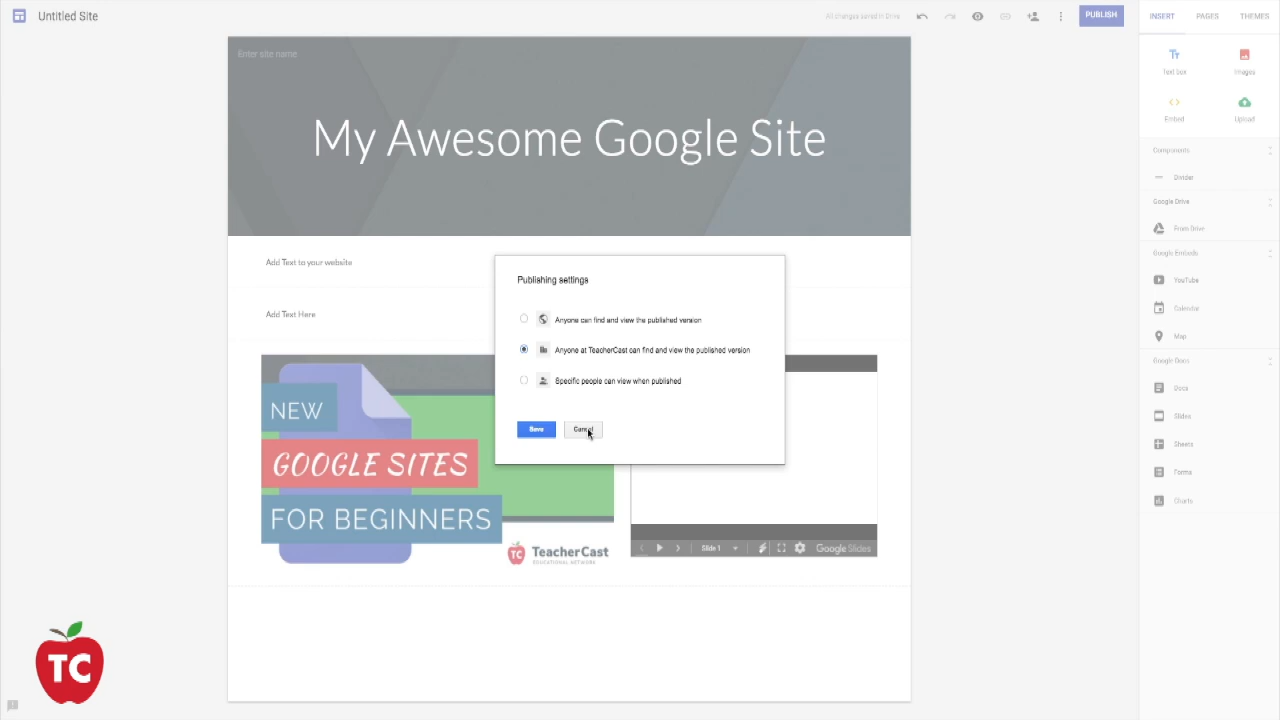 Untitled Site
All changes saved in Drive
PUBLISH
INSERT
PAGES
THEMES
Enter site name
My Awesome Google Site
Text box
Images
Embed
Upload
Components
Divider
Google Drive
From Drive
Google Embeds
YouTube
Calendar
Map
Google Docs
Docs
Slides
Sheets
Forms
Charts
Add Text to your website
Add Text Here
Publishing settings
Anyone can find and view the published version
Anyone at TeacherCast can find and view the published version
Specific people can view when published
Save
Cancel
NEW
GOOGLE SITES
FOR BEGINNERS
TeacherCast
EDUCATIONAL NETWORK
Slide 1
Google Slides
TC